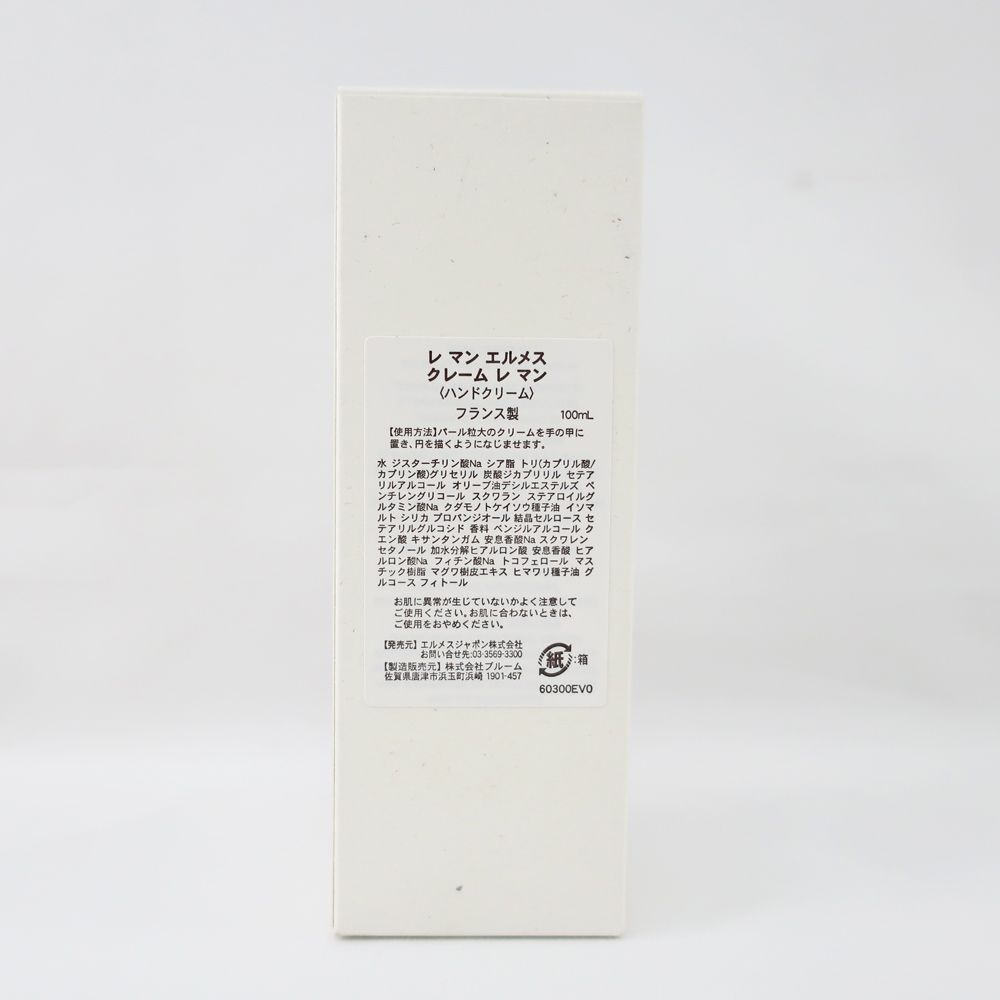 レ マン エルメス
クレーム レ マン
〈ハンドクリーム〉
フランス製 100mL
【使用方法】パール粒大のクリームを手の甲に
置き、円を描くようになじませます。
水 ジステアリン酸Na シア脂 トリ(カプリル酸/
カプリン酸)グリセリル 炭酸ジカプリリル セテア
リルアルコール オリーブ油デシルエステルズ ペ
ンチレングリコール スクワラン ステアロイルグ
ルタミン酸Na クダモノトケイソウ種子油 イソマ
ルト シリカ プロパンジオール 結晶セルロース セ
テアリルグルコシド 香料 ベンジルアルコール ク
エン酸 キサンタンガム 安息香酸Na スクワレン
セタノール 加水分解ヒアルロン酸 安息香酸 ヒア
ルロン酸Na フィチン酸Na トコフェロール マス
チック樹脂 マグワ樹皮エキス ヒマワリ種子油 グ
ルコース フィトール
お肌に異常が生じていないかよく注意して
ご使用ください。お肌に合わないときは、
ご使用をおやめください。
【発売元】エルメスジャポン株式会社
お問い合せ先:03-3569-3300
【製造販売元】株式会社ブルーム
佐賀県唐津市浜玉町浜崎 1901-457
紙:箱
60300EV0